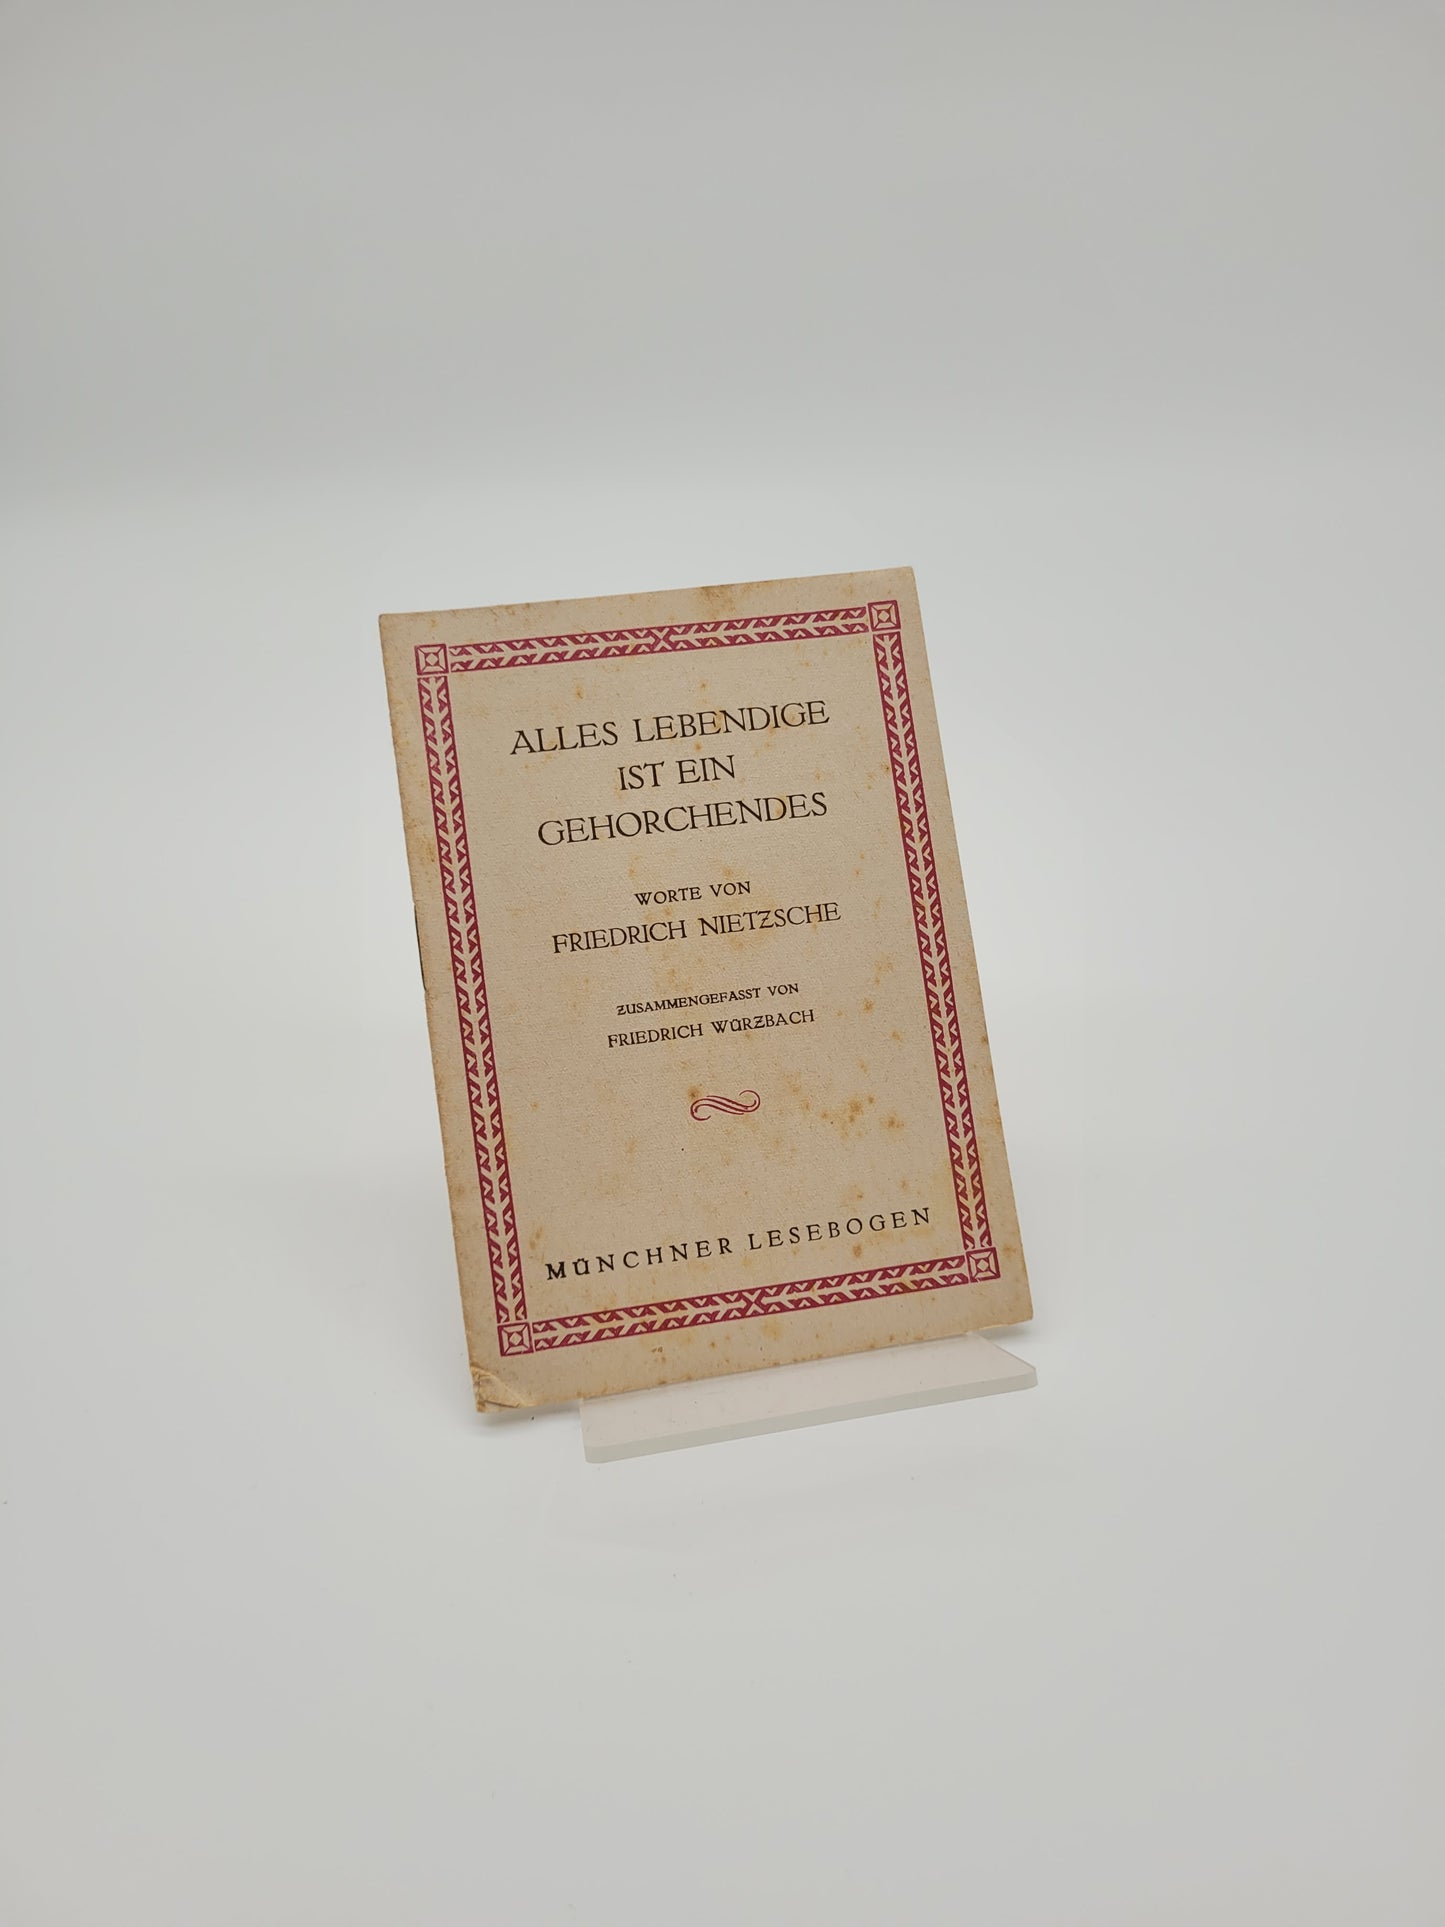 ALLES LEBENDIGE
IST EIN
GEHORCHENDES
WORTE VON
FRIEDRICH NIETZSCHE
ZUSAMMENGEFASST VON
FRIEDRICH WÜRZBACH
MÜNCHNER LESEBOGEN